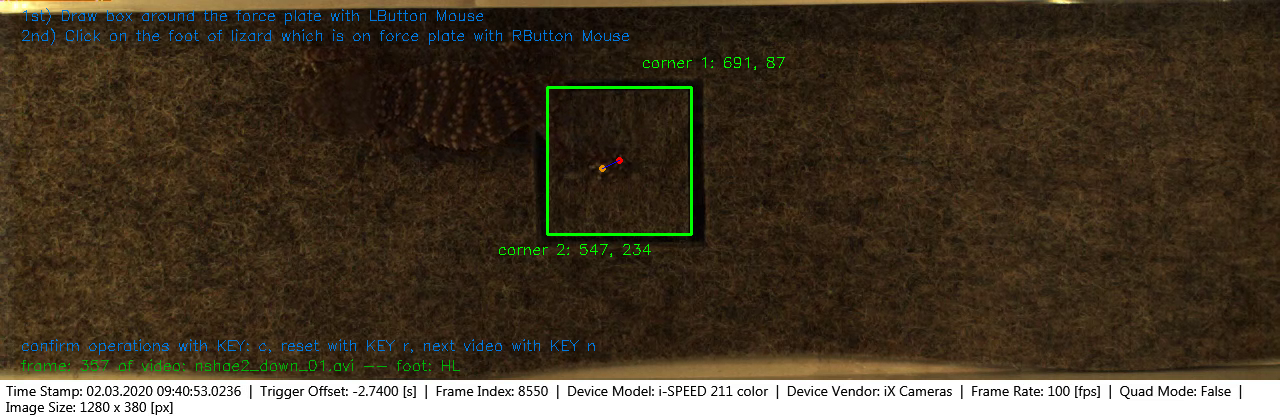 1st) Draw box around the force plate with LButton Mouse
2nd) Click on the foot of lizard which is on force plate with RButton Mouse
corner 1: 691, 87
corner 2: 547, 234
confirm operations with KEY: c, reset with KEY r, next video with KEY n
frame: 357 of video: nshae2_down_01.avi -- foot: HL
Time Stamp: 02.03.2020 09:40:53.0236 | Trigger Offset: -2.7400 [s] | Frame Index: 8550 | Device Model: i-SPEED 211 color | Device Vendor: iX Cameras | Frame Rate: 100 [fps] | Quad Mode: False |
Image Size: 1280 x 380 [px]